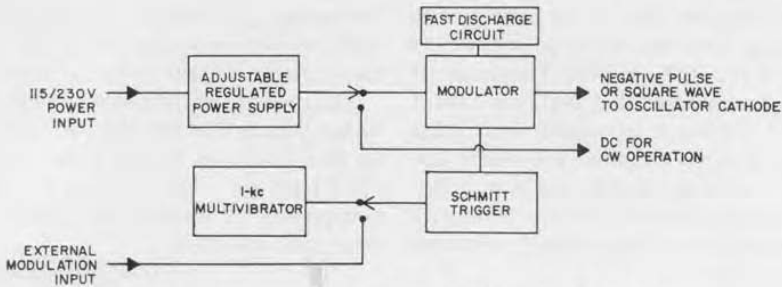 FAST DISCHARGE
CIRCUIT
115/230V
POWER
INPUT
ADJUSTABLE
REGULATED
POWER SUPPLY
MODULATOR
NEGATIVE PULSE
OR SQUARE WAVE
TO OSCILLATOR CATHODE
DC FOR
CW OPERATION
1-kc
MULTIVIBRATOR
SCHMITT
TRIGGER
EXTERNAL
MODULATION
INPUT